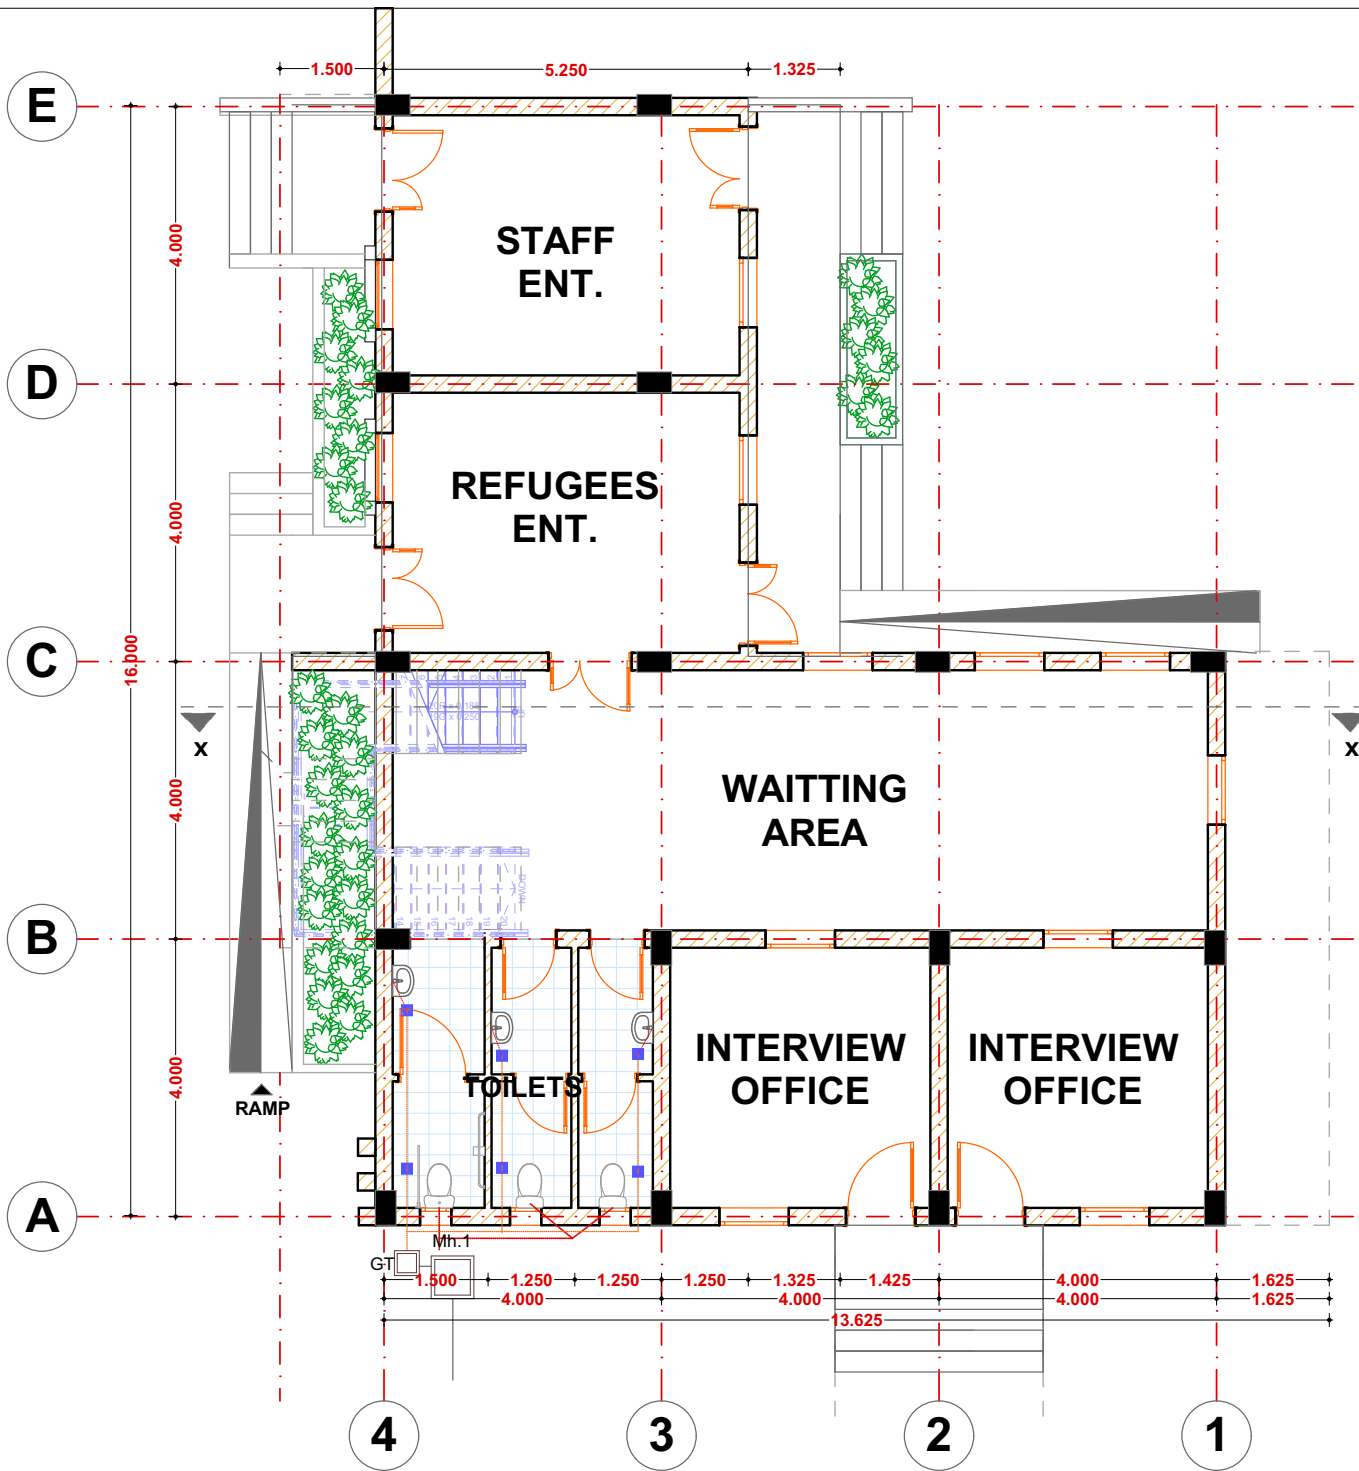 1.500
5.250
1.325
E
STAFF
ENT.
4.000
D
REFUGEES
ENT.
4.000
16.000
C
x
x
WAITTING
AREA
4.000
DOWN
B
INTERVIEW
OFFICE
INTERVIEW
OFFICE
TOILETS
4.000
RAMP
A
Mh.1
GT
1.500
1.250
1.250
1.250
1.325
1.425
4.000
1.625
4.000
4.000
4.000
1.625
13.625
4
3
2
1